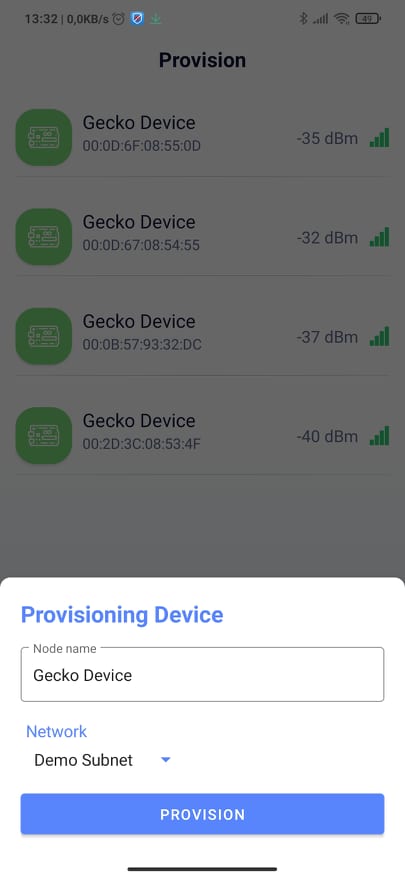 13:32 | 0,0KB/s
49
Provision
Gecko Device
00:0D:6F:08:55:0D
-35 dBm
Gecko Device
00:0D:67:08:54:55
-32 dBm
Gecko Device
00:0B:57:93:32:DC
-37 dBm
Gecko Device
00:2D:3C:08:53:4F
-40 dBm
Provisioning Device
Node name
Gecko Device
Network
Demo Subnet
PROVISION